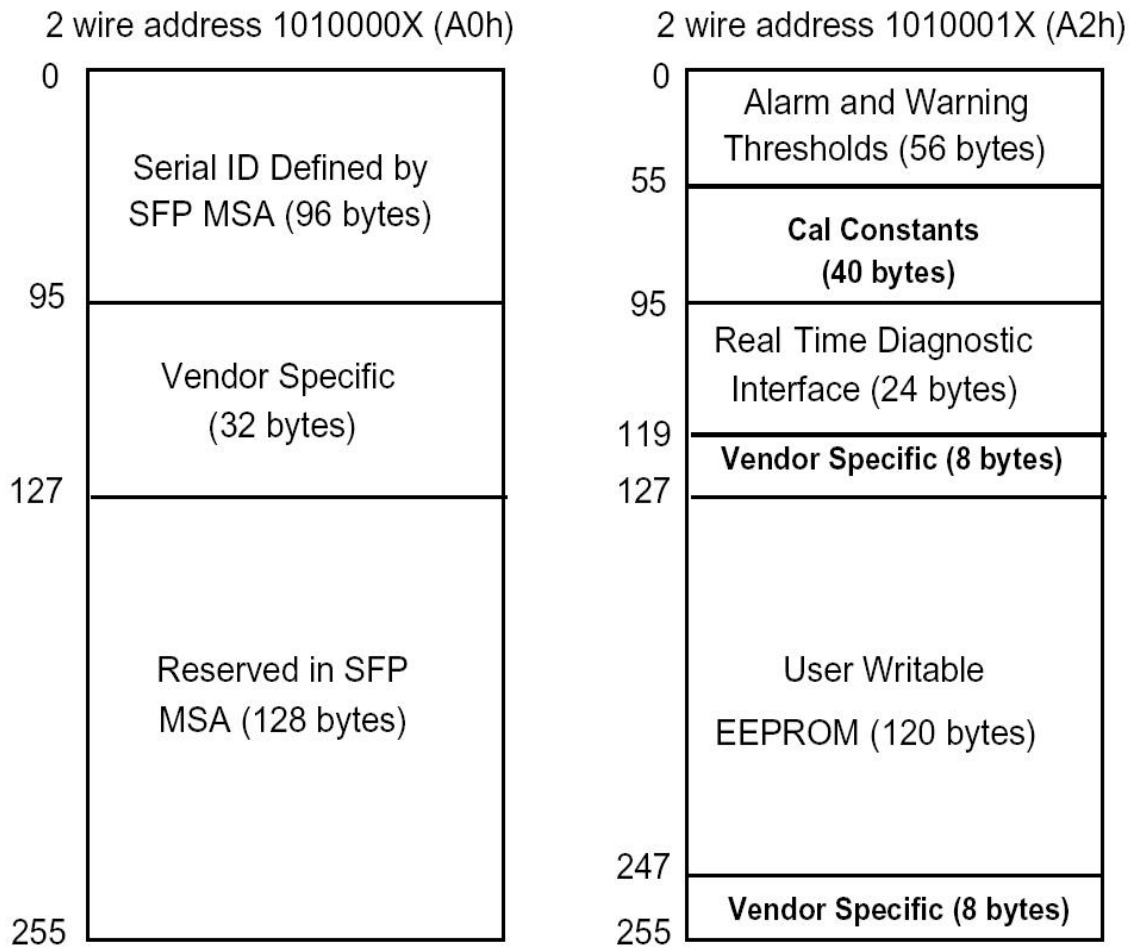 2 wire address 1010000X (A0h)
0
Serial ID Defined by
SFP MSA (96 bytes)
95
Vendor Specific
(32 bytes)
127
Reserved in SFP
MSA (128 bytes)
255
2 wire address 1010001X (A2h)
0
Alarm and Warning
Thresholds (56 bytes)
55
Cal Constants
(40 bytes)
95
Real Time Diagnostic
Interface (24 bytes)
119
Vendor Specific (8 bytes)
127
User Writable
EEPROM (120 bytes)
247
Vendor Specific (8 bytes)
255